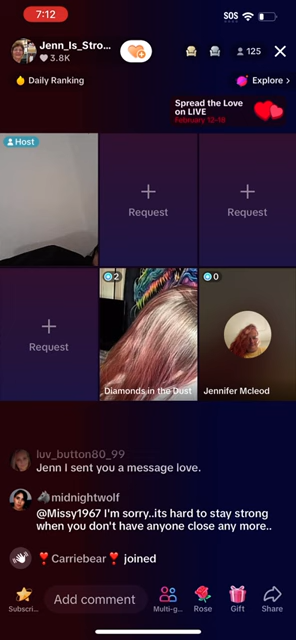 7:12
SOS
Jenn_Is_Stro...
3.8K
125
Daily Ranking
Explore >
Spread the Love
on LIVE
February 12-16
Host
+
Request
+
Request
+
Request
2
Diamonds in the Dust
0
Jennifer Mcleod
luv_button80_99
Jenn I sent you a message love.
midnightwolf
@Missy1967 I'm sorry..its hard to stay strong
when you don't have anyone close any more..
Carriebear joined
Subscri...
Add comment
Multi-g...
Rose
Gift
Share